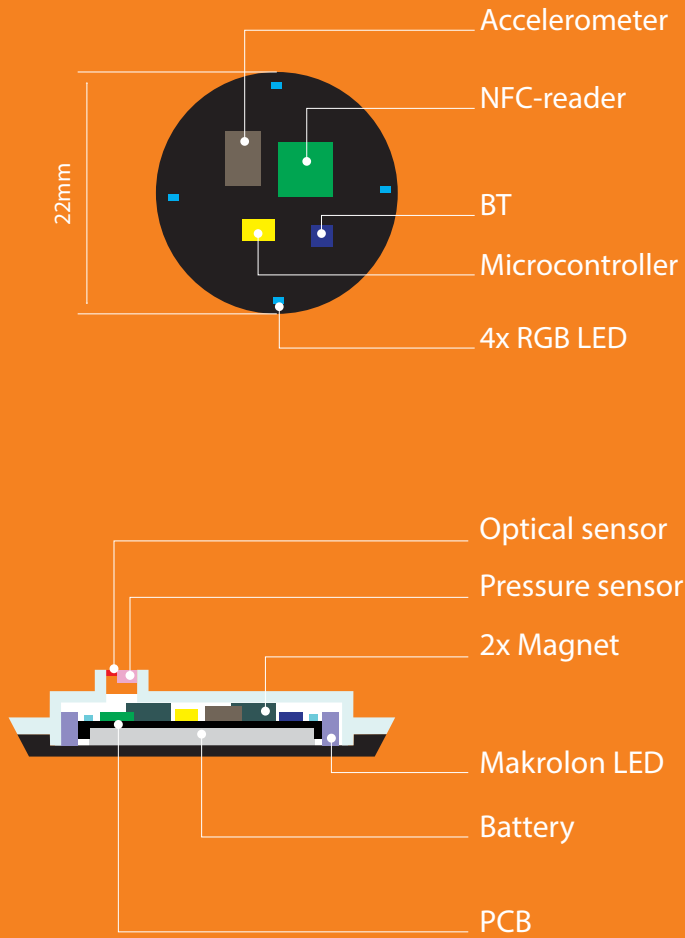 Accelerometer
NFC-reader
22mm
BT
Microcontroller
4x RGB LED
Optical sensor
Pressure sensor
2x Magnet
Makrolon LED
Battery
PCB